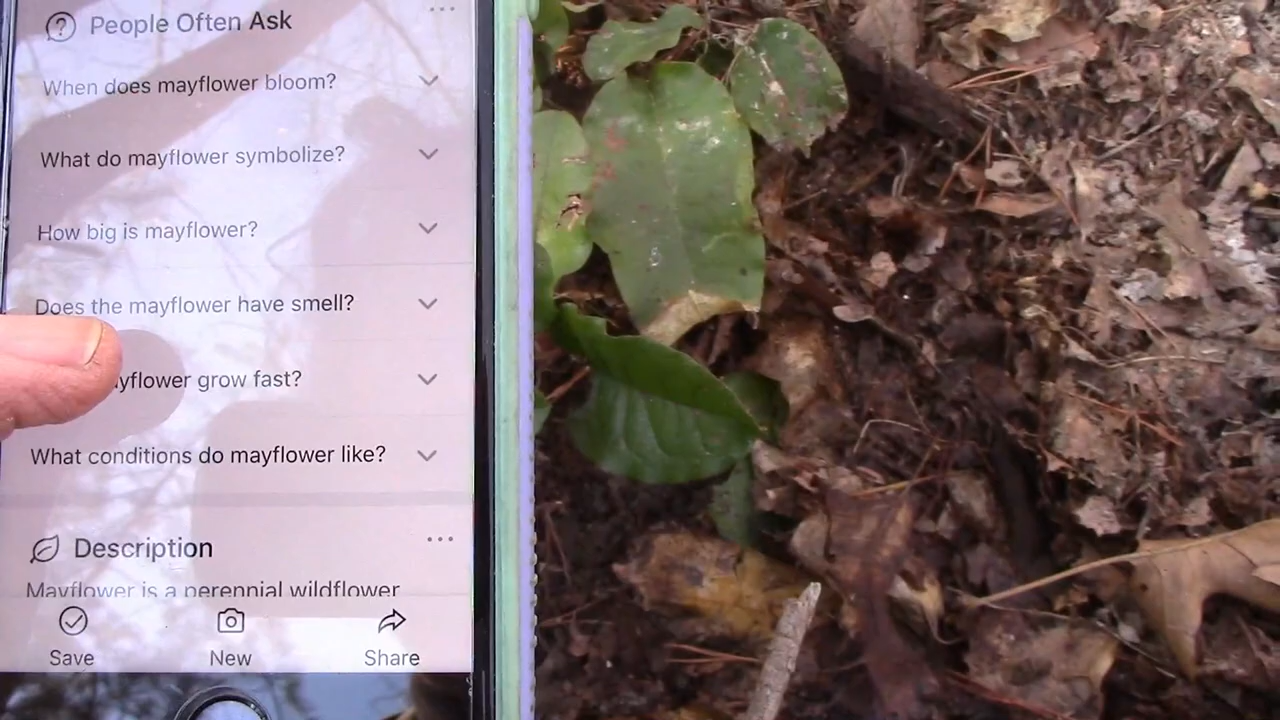 People Often Ask
When does mayflower bloom?
What do mayflower symbolize?
How big is mayflower?
Does the mayflower have smell?
grow fast?
What conditions do mayflower like?
Description
Mayflower is a perennial wildflower
Save
New
Share